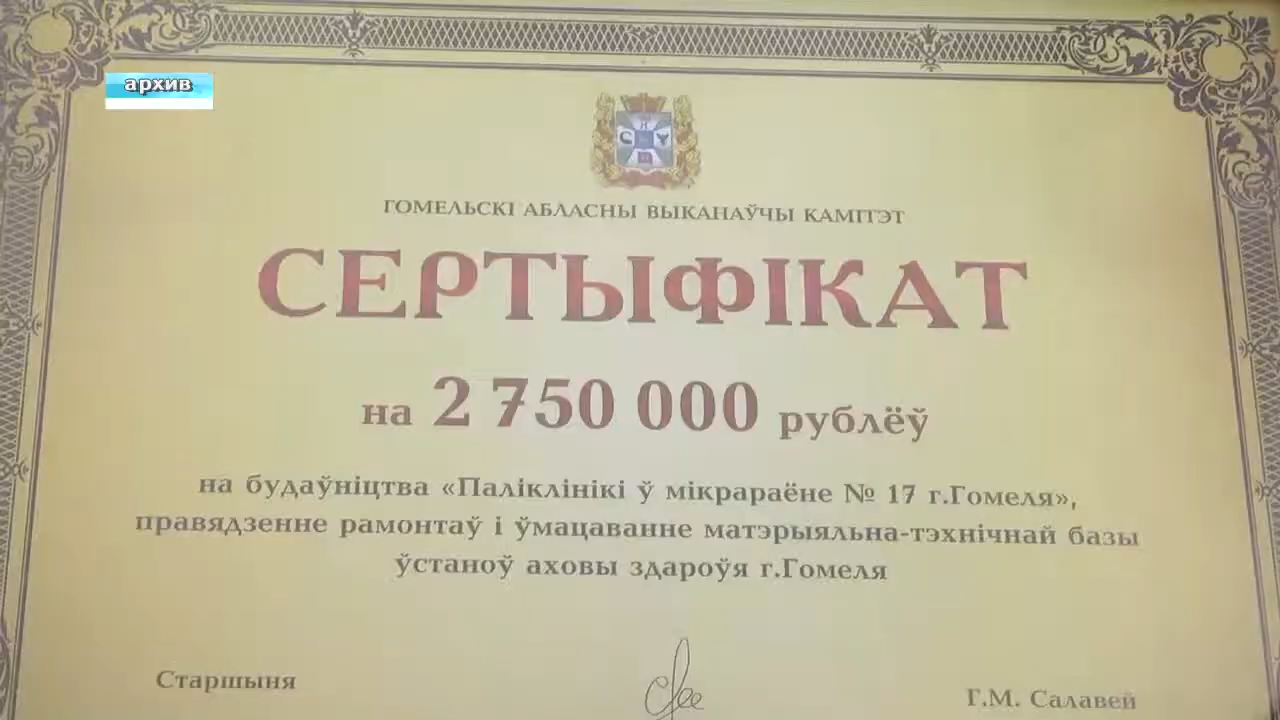 архив
ГОМЕЛЬСКІ АБЛАСНЫ ВЫКАНАЎЧЫ КАМІТЭТ
СЕРТЫФІКАТ
на 2 750 000 рублёў
на будаўніцтва «Паліклінікі ў мікрараёне № 17 г.Гомеля»,
правядзенне рамонтаў і ўмацаванне матэрыяльна-тэхнічнай базы
ўстаноў аховы здароўя г.Гомеля
Старшыня
Г.М. Салавей